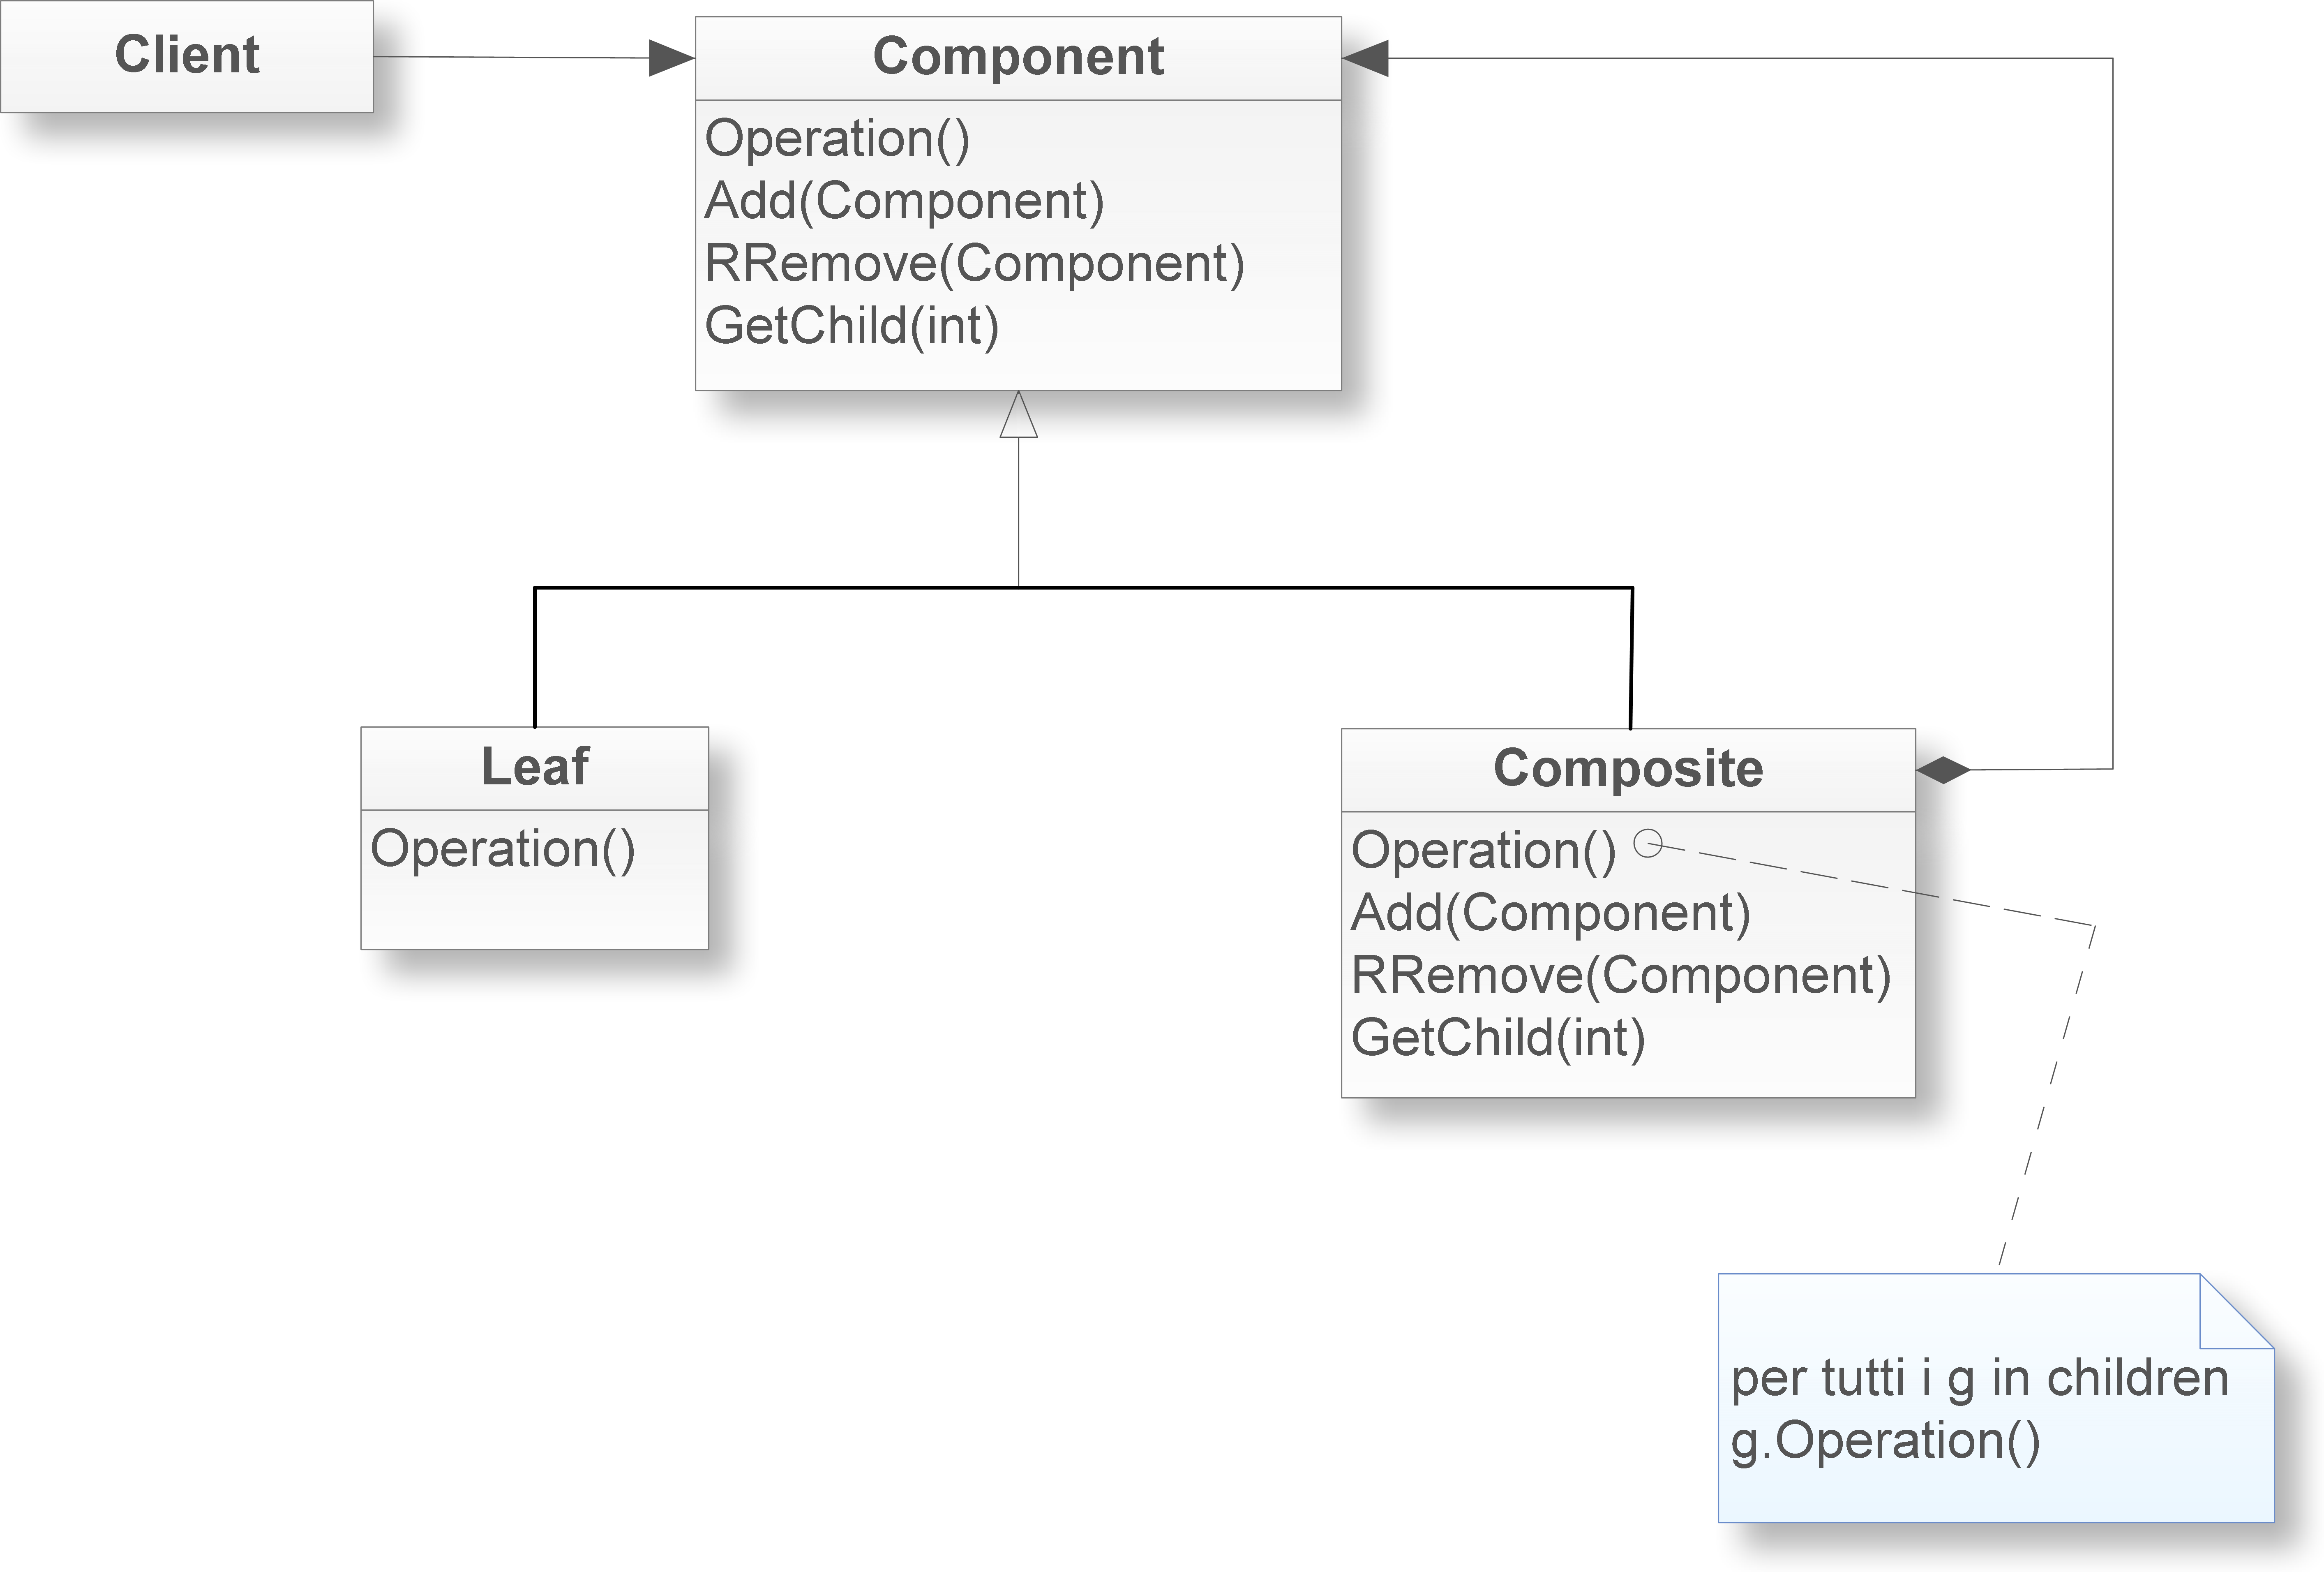 Client
Component
Operation()
Add(Component)
RRemove(Component)
GetChild(int)
Leaf
Operation()
Composite
Operation()
Add(Component)
RRemove(Component)
GetChild(int)
per tutti i g in children
g.Operation()